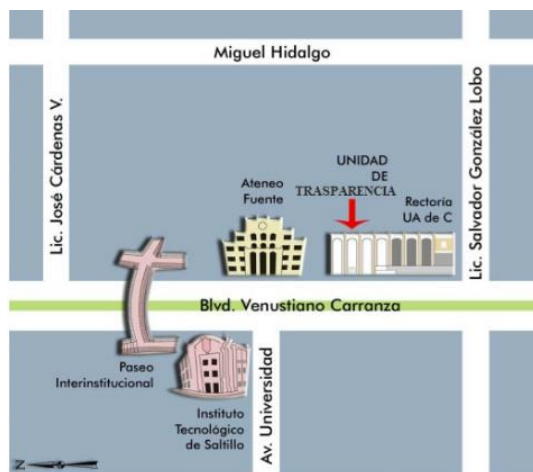 Miguel Hidalgo
Lic. José Cárdenas V.
Lic. Salvador González Lobo
UNIDAD
DE
TRASPARENCIA
Ateneo
Fuente
Rectoría
UA de C
Blvd. Venustiano Carranza
Paseo
Interinstitucional
Instituto
Tecnológico
de Saltillo
Av. Universidad
N